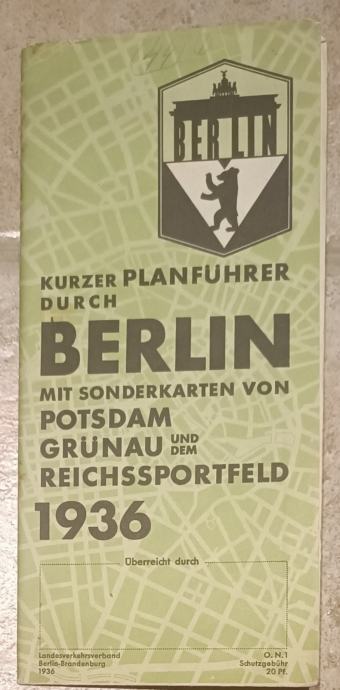 BERLIN
KURZER PLANFÜHRER
DURCH
BERLIN
MIT SONDERKARTEN VON
POTSDAM
GRÜNAU UND DEM
REICHSSPORTFELD
1936
Überreicht durch
Landesverkehrsverband
Berlin-Brandenburg
1936
O. N. 1
Schutzgebühr
20 Pf.